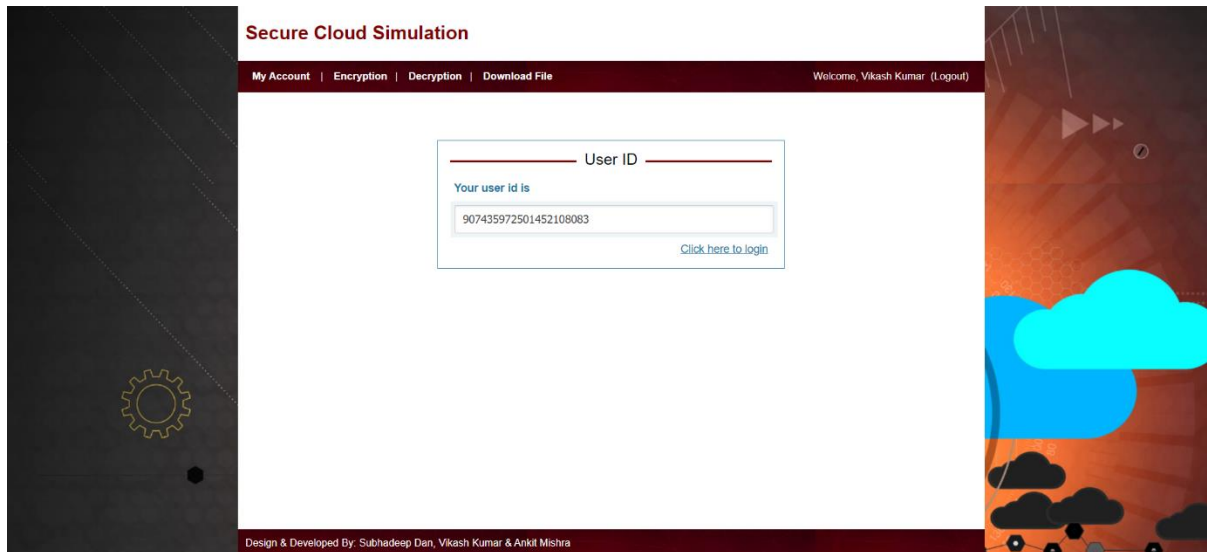 Secure Cloud Simulation
My Account | Encryption | Decryption | Download File Welcome, Vikash Kumar (Logout)
User ID
Your user id is
907435972501452108083
Click here to login
Design & Developed By: Subhadeep Dan, Vikash Kumar & Ankit Mishra